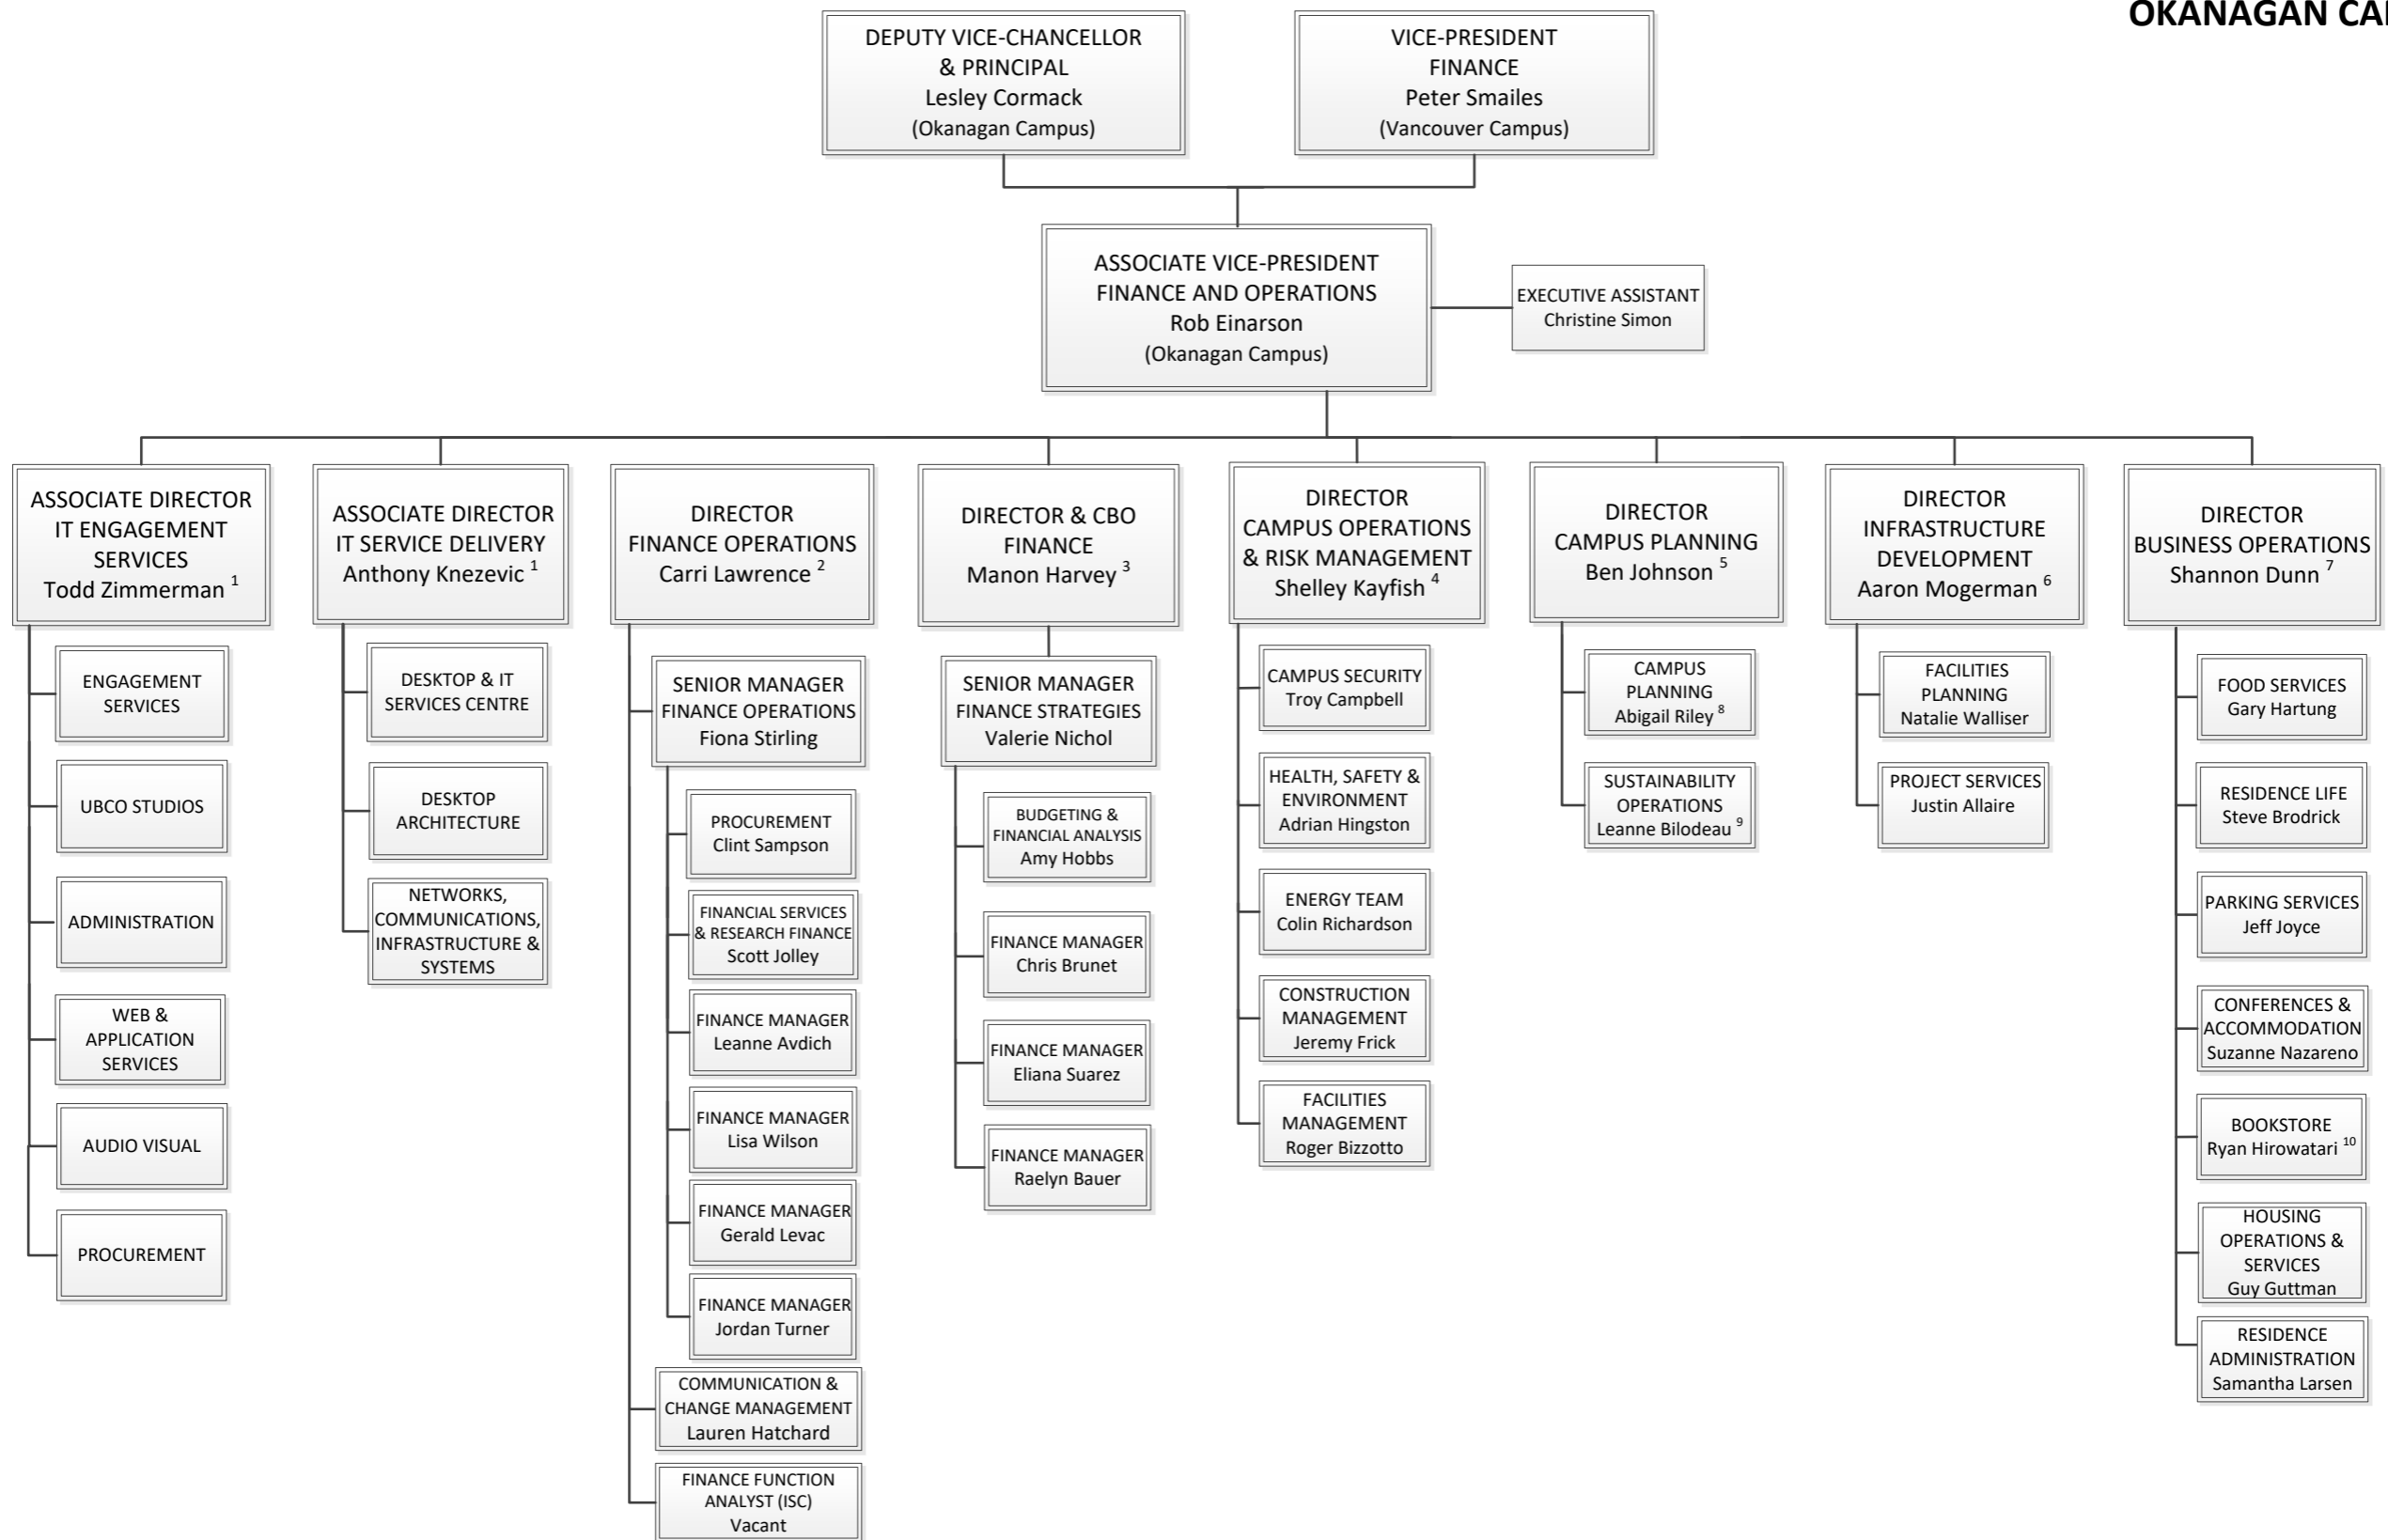 OKANAGAN
DEPUTY VICE-CHANCELLOR
& PRINCIPAL
Lesley Cormack
(Okanagan Campus)
VICE-PRESIDENT
FINANCE
Peter Smailes
(Vancouver Campus)
ASSOCIATE VICE-PRESIDENT
FINANCE AND OPERATIONS
Rob Einarson
(Okanagan Campus)
EXECUTIVE ASSISTANT
Christine Simon
ASSOCIATE DIRECTOR
IT ENGAGEMENT
SERVICES
Todd Zimmerman 1
ENGAGEMENT
SERVICES
UBCO STUDIOS
ADMINISTRATION
WEB &
APPLICATION
SERVICES
AUDIO VISUAL
PROCUREMENT
ASSOCIATE DIRECTOR
IT SERVICE DELIVERY
Anthony Knezevic 1
DESKTOP & IT
SERVICES CENTRE
DESKTOP
ARCHITECTURE
NETWORKS,
COMMUNICATIONS,
INFRASTRUCTURE &
SYSTEMS
DIRECTOR
FINANCE OPERATIONS
Carri Lawrence 2
SENIOR MANAGER
FINANCE OPERATIONS
Fiona Stirling
PROCUREMENT
Clint Sampson
FINANCIAL SERVICES
& RESEARCH FINANCE
Scott Jolley
FINANCE MANAGER
Leanne Avdich
FINANCE MANAGER
Lisa Wilson
FINANCE MANAGER
Gerald Levac
FINANCE MANAGER
Jordan Turner
COMMUNICATION &
CHANGE MANAGEMENT
Lauren Hatchard
FINANCE FUNCTION
ANALYST (ISC)
Vacant
DIRECTOR & CBO
FINANCE
Manon Harvey 3
SENIOR MANAGER
FINANCE STRATEGIES
Valerie Nichol
BUDGETING &
FINANCIAL ANALYSIS
Amy Hobbs
FINANCE MANAGER
Chris Brunet
FINANCE MANAGER
Eliana Suarez
FINANCE MANAGER
Raelyn Bauer
DIRECTOR
CAMPUS OPERATIONS
& RISK MANAGEMENT
Shelley Kayfish 4
CAMPUS SECURITY
Troy Campbell
HEALTH, SAFETY &
ENVIRONMENT
Adrian Hingston
ENERGY TEAM
Colin Richardson
CONSTRUCTION
MANAGEMENT
Jeremy Frick
FACILITIES
MANAGEMENT
Roger Bizzotto
DIRECTOR
CAMPUS PLANNING
Ben Johnson 5
CAMPUS
PLANNING
Abigail Riley 8
SUSTAINABILITY
OPERATIONS
Leanne Bilodeau 9
DIRECTOR
INFRASTRUCTURE
DEVELOPMENT
Aaron Mogerman 6
FACILITIES
PLANNING
Natalie Walliser
PROJECT SERVICES
Justin Allaire
DIRECTOR
BUSINESS OPERATIONS
Shannon Dunn 7
FOOD SERVICES
Gary Hartung
RESIDENCE LIFE
Steve Brodrick
PARKING SERVICES
Jeff Joyce
CONFERENCES &
ACCOMMODATION
Suzanne Nazareno
BOOKSTORE
Ryan Hirowatari 10
HOUSING
OPERATIONS &
SERVICES
Guy Guttman
RESIDENCE
ADMINISTRATION
Samantha Larsen